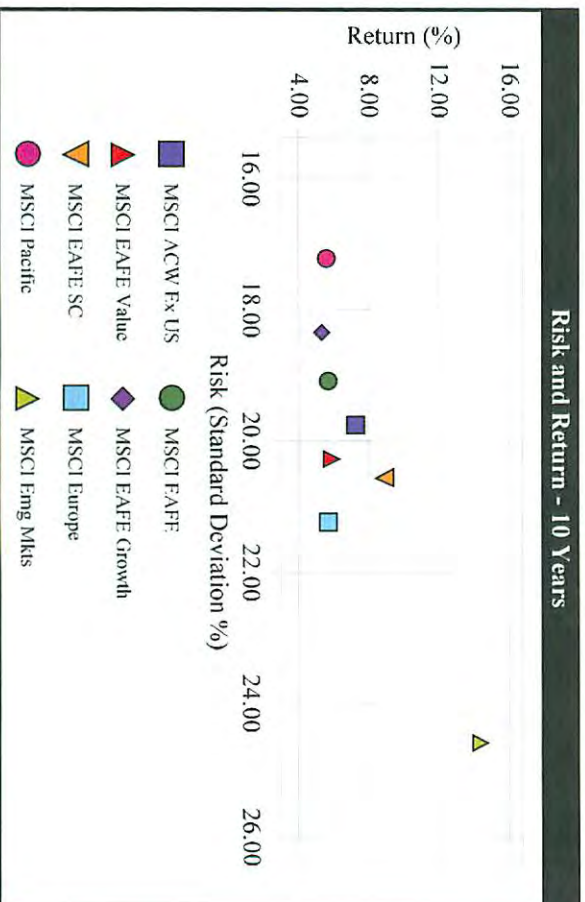 Risk and Return - 10 Years
Return (%)
16.00
12.00
8.00
4.00
16.00 18.00 20.00 22.00 24.00 26.00
Risk (Standard Deviation %)
MSCI ACW Ex US MSCI EAFE
MSCI EAFE Value MSCI EAFE Growth
MSCI EAFE SC MSCI Europe
MSCI Pacific MSCI Emg Mkts